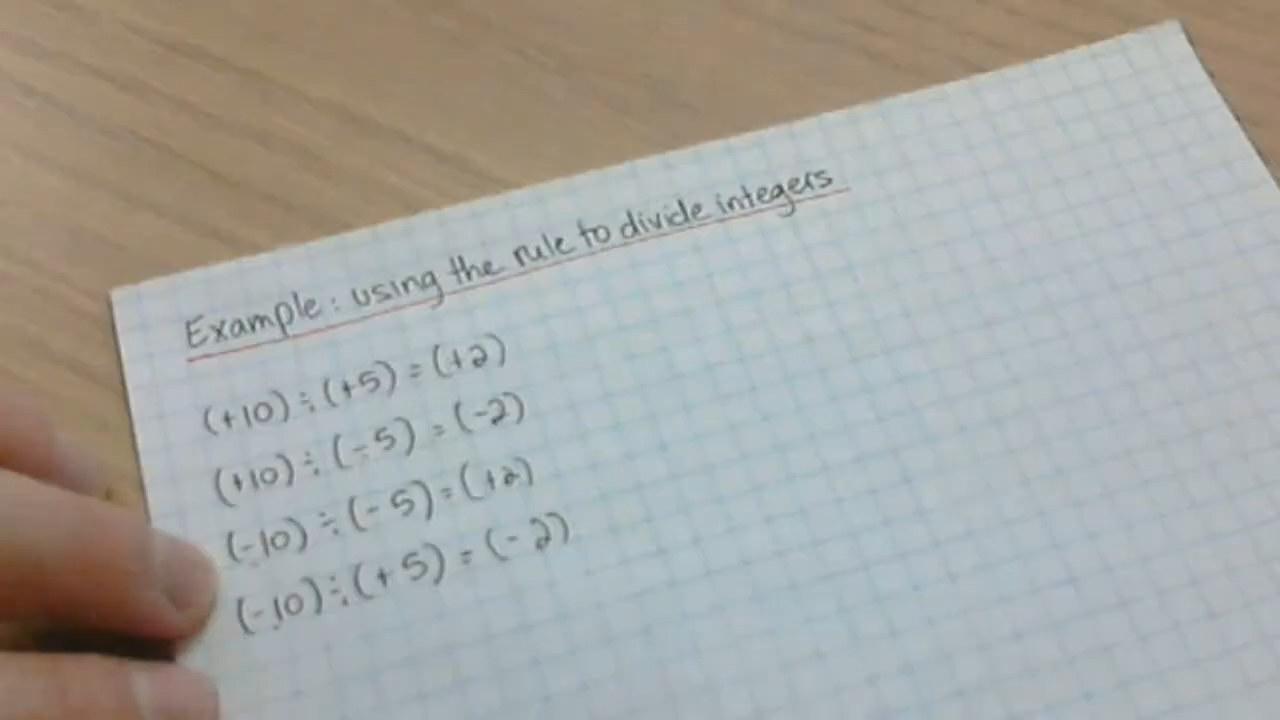 Example: using the rule to divide integers
(+10) ÷ (+5) = (+2)
(+10) ÷ (-5) = (-2)
(-10) ÷ (-5) = (+2)
(-10) ÷ (+5) = (-2)